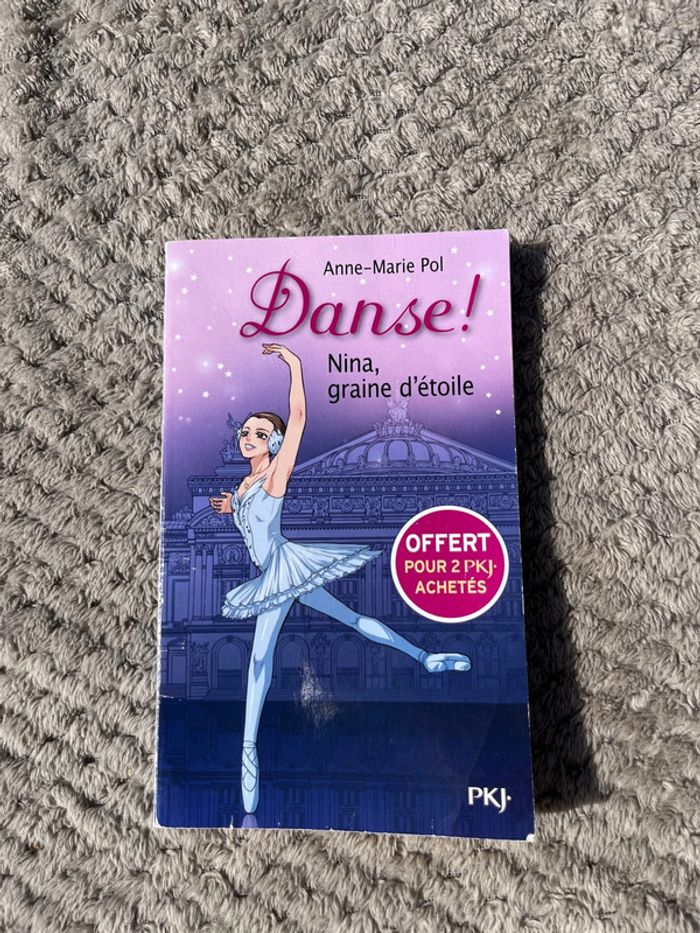 Anne-Marie Pol
Danse!
Nina,
graine d'étoile
OFFERT
POUR 2 PKJ·
ACHETÉS
PKJ·